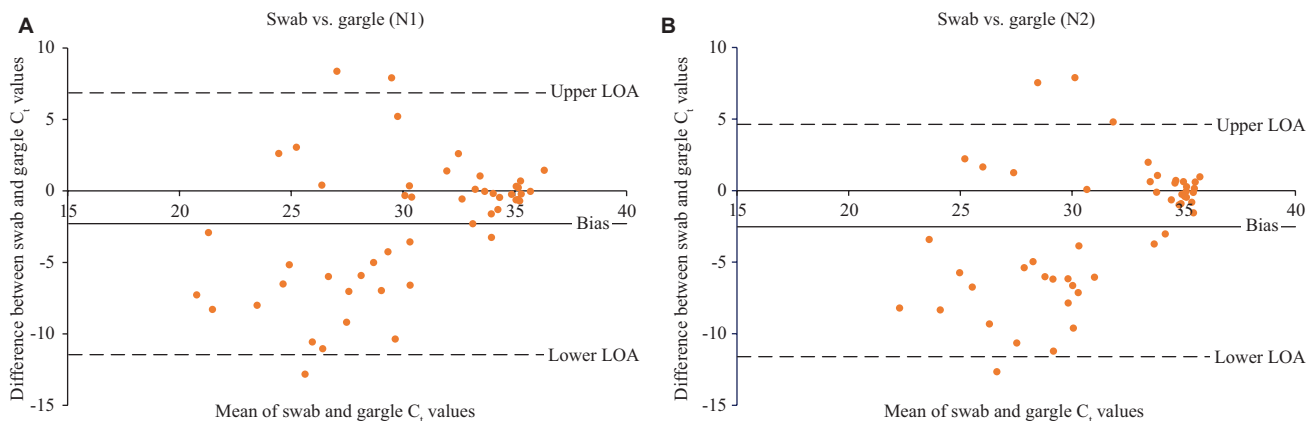 A
Swab vs. gargle (N1)
Difference between swab and gargle Ct values
10
5
0
-5
-10
-15
15
20
25
30
35
40
Upper LOA
Bias
Lower LOA
Mean of swab and gargle Ct values
B
Swab vs. gargle (N2)
Difference between swab and gargle Ct values
10
5
0
-5
-10
-15
15
20
25
30
35
40
Upper LOA
Bias
Lower LOA
Mean of swab and gargle Ct values